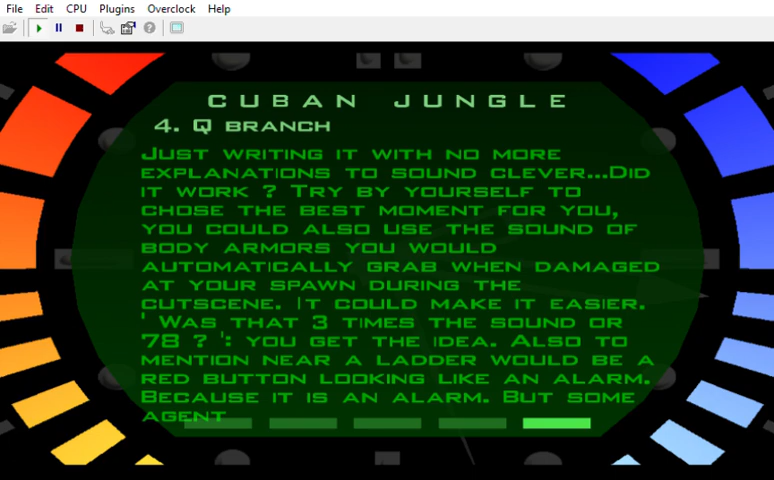 File Edit CPU Plugins Overclock Help
CUBAN JUNGLE
4. Q BRANCH
JUST WRITING IT WITH NO MORE
EXPLANATIONS TO SOUND CLEVER...DID
IT WORK ? TRY BY YOURSELF TO
CHOSE THE BEST MOMENT FOR YOU,
YOU COULD ALSO USE THE SOUND OF
BODY ARMORS YOU WOULD
AUTOMATICALLY GRAB WHEN DAMAGED
AT YOUR SPAWN DURING THE
CUTSCENE. IT COULD MAKE IT EASIER.
' WAS THAT 3 TIMES THE SOUND OR
78 ? ': YOU GET THE IDEA. ALSO TO
MENTION NEAR A LADDER WOULD BE A
RED BUTTON LOOKING LIKE AN ALARM.
BECAUSE IT IS AN ALARM. BUT SOME
AGENT